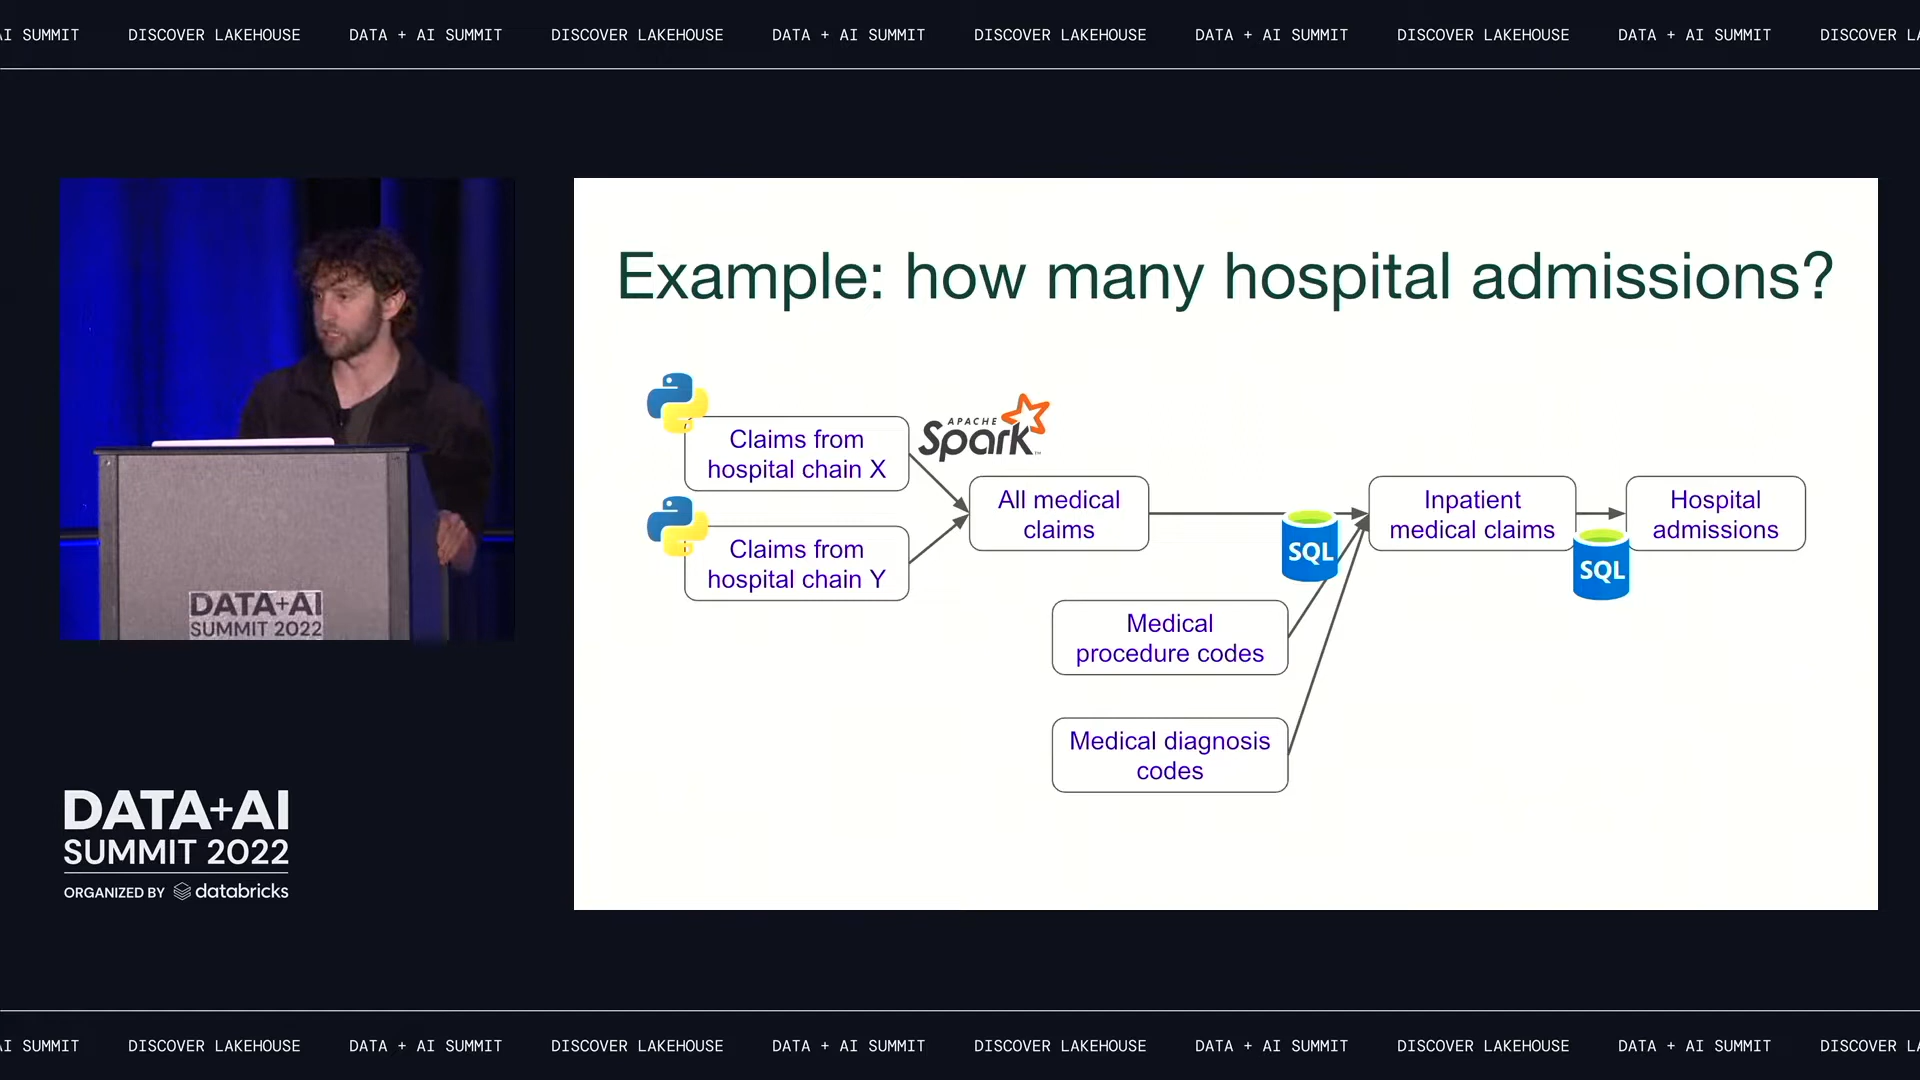 AI SUMMIT DISCOVER LAKEHOUSE DATA + AI SUMMIT DISCOVER LAKEHOUSE DATA + AI SUMMIT DISCOVER LAKEHOUSE DATA + AI SUMMIT DISCOVER LAKEHOUSE DATA + AI SUMMIT DISCOVER
Example: how many hospital admissions?
Claims from
hospital chain X
APACHE
Spark™
Claims from
hospital chain Y
All medical
claims
SQL
Medical
procedure codes
Medical diagnosis
codes
Inpatient
medical claims
SQL
Hospital
admissions
DATA+AI
SUMMIT 2022
DATA+AI
SUMMIT 2022
ORGANIZED BY databricks
AI SUMMIT DISCOVER LAKEHOUSE DATA + AI SUMMIT DISCOVER LAKEHOUSE DATA + AI SUMMIT DISCOVER LAKEHOUSE DATA + AI SUMMIT DISCOVER LAKEHOUSE DATA + AI SUMMIT DISCOVER